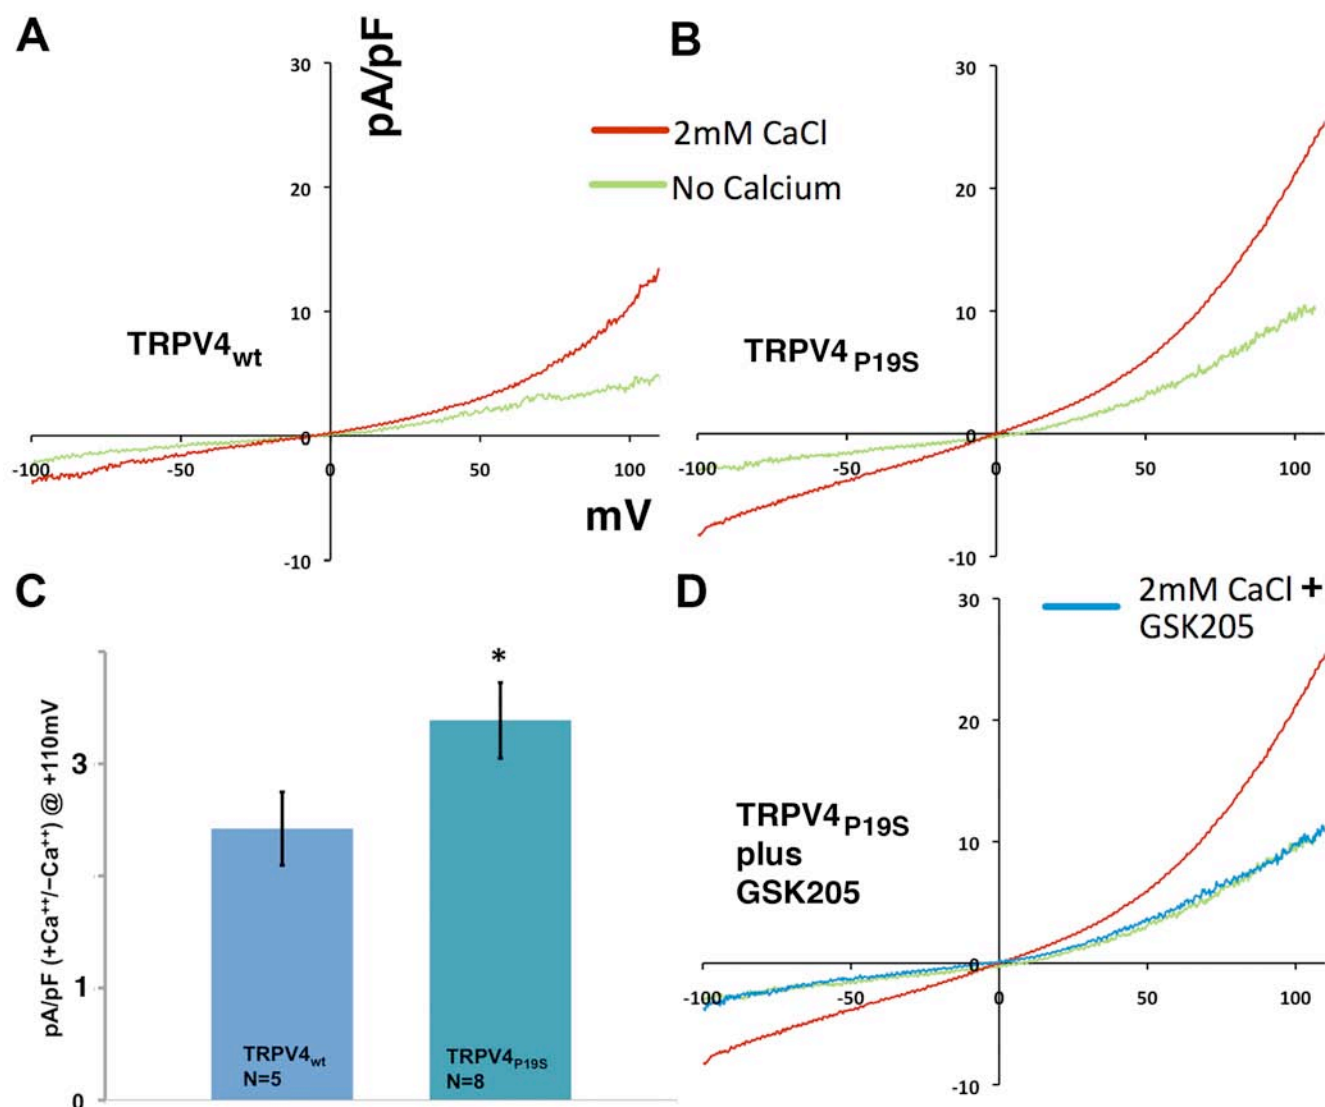 A
pA/pF
30
20
10
0
-10
-100
-50
0
50
100
mV
TRPV4wt
2mM CaCl
No Calcium
B
30
20
10
0
-10
-100
-50
0
50
100
TRPV4P19S
C
pA/pF (+Ca++/–Ca++) @ +110mV
3
1
0
*
TRPV4wt
N=5
TRPV4P19S
N=8
D
2mM CaCl +
GSK205
30
20
10
0
-10
-100
-50
0
50
100
TRPV4P19S
plus
GSK205